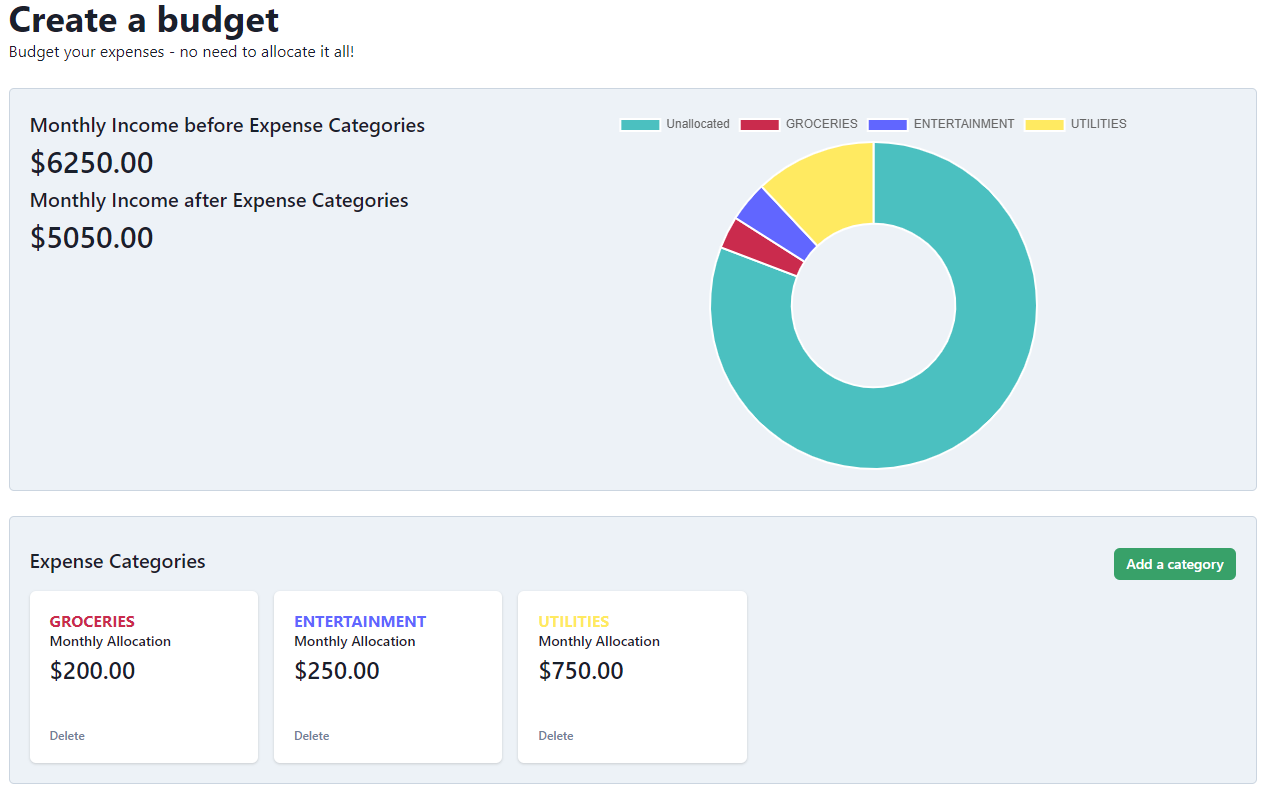 Create a budget
Budget your expenses - no need to allocate it all!
Monthly Income before Expense Categories
$6250.00
Monthly Income after Expense Categories
$5050.00
Unallocated GROCERIES ENTERTAINMENT UTILITIES
Expense Categories
Add a category
GROCERIES
Monthly Allocation
$200.00
Delete
ENTERTAINMENT
Monthly Allocation
$250.00
Delete
UTILITIES
Monthly Allocation
$750.00
Delete